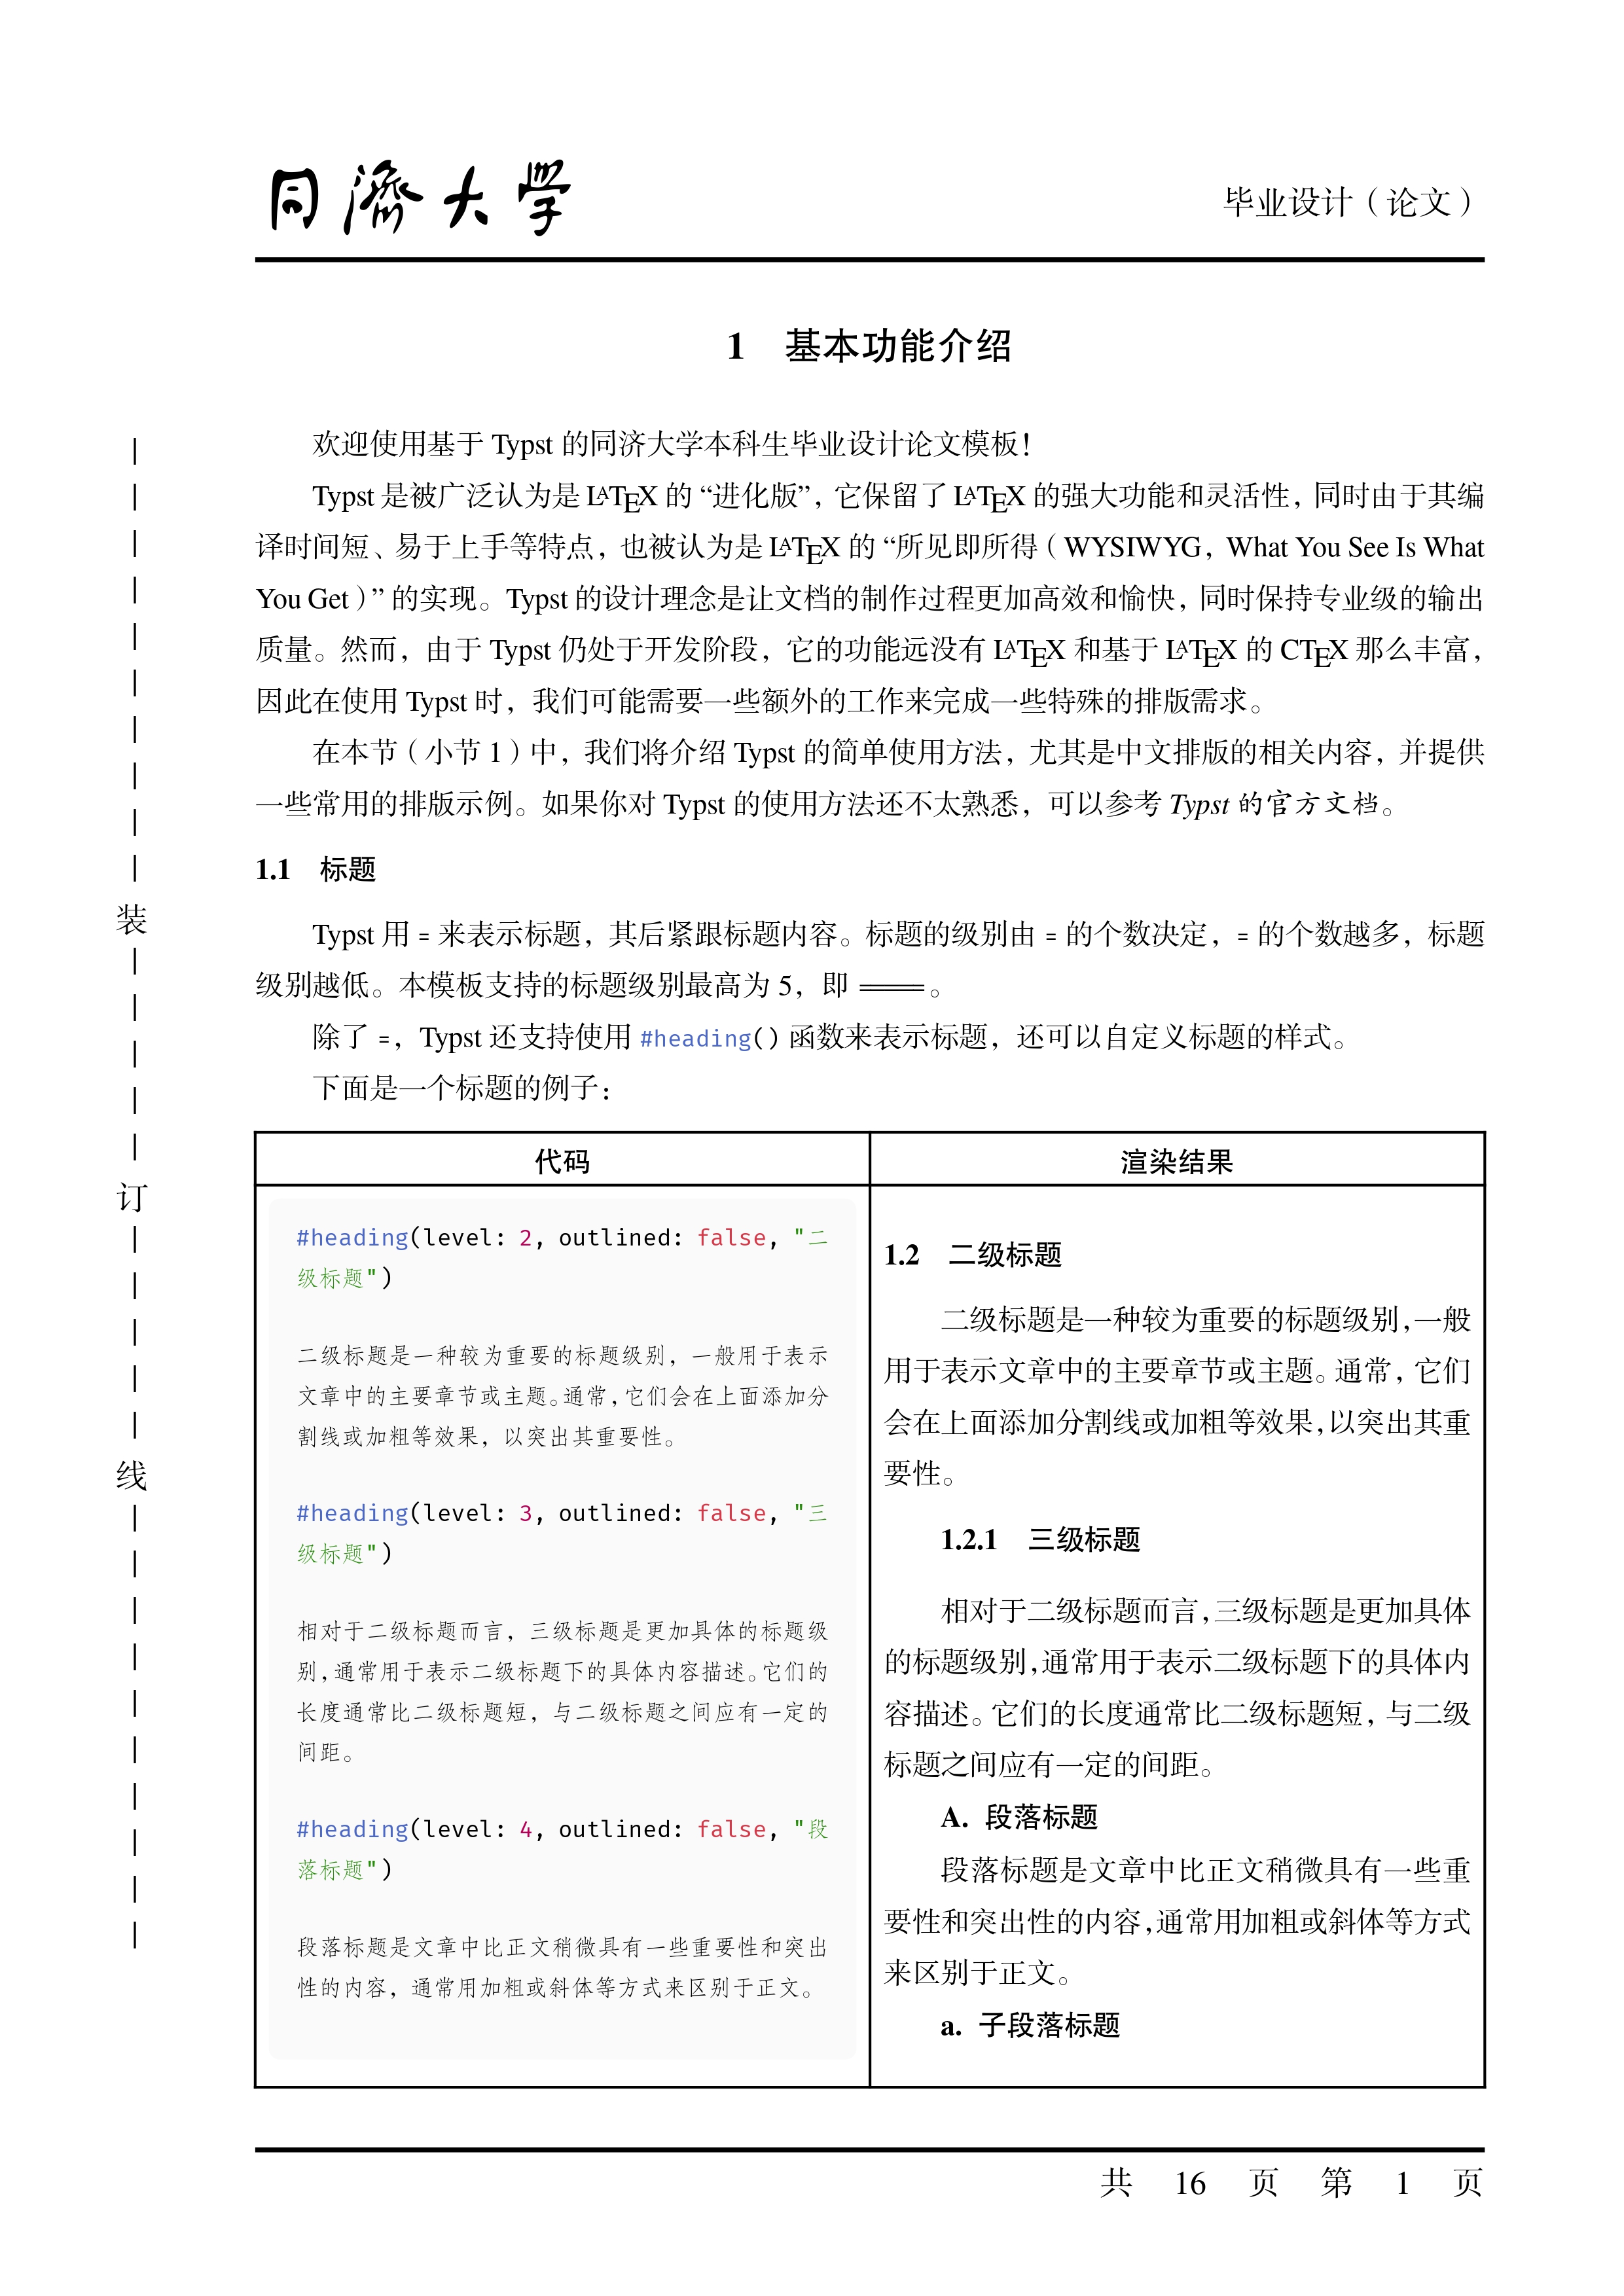 同濟大学
毕业设计（论文）
1 基本功能介绍
欢迎使用基于 Typst 的同济大学本科生毕业设计论文模板！
Typst 是被广泛认为是 LATEX 的 “进化版”，它保留了 LATEX 的强大功能和灵活性，同时由于其编
译时间短、易于上手等特点，也被认为是 LATEX 的 “所见即所得（WYSIWYG，What You See Is What
You Get）” 的实现。Typst 的设计理念是让文档的制作过程更加高效和愉快，同时保持专业级的输出
质量。然而，由于 Typst 仍处于开发阶段，它的功能远没有 LATEX 和基于 LATEX 的 CTEX 那么丰富，
因此在使用 Typst 时，我们可能需要一些额外的工作来完成一些特殊的排版需求。
在本节（小节 1）中，我们将介绍 Typst 的简单使用方法，尤其是中文排版的相关内容，并提供
一些常用的排版示例。如果你对 Typst 的使用方法还不太熟悉，可以参考 Typst 的官方文档。
1.1 标题
Typst 用 = 来表示标题，其后紧跟标题内容。标题的级别由 = 的个数决定，= 的个数越多，标题
级别越低。本模板支持的标题级别最高为 5，即 =====。
除了 =，Typst 还支持使用 #heading() 函数来表示标题，还可以自定义标题的样式。
下面是一个标题的例子：
代码
#heading(level: 2, outlined: false, "二
级标题")
二级标题是一种较为重要的标题级别，一般用于表示
文章中的主要章节或主题。通常，它们会在上面添加分
割线或加粗等效果，以突出其重要性。
#heading(level: 3, outlined: false, "三
级标题")
相对于二级标题而言，三级标题是更加具体的标题级
别，通常用于表示二级标题下的具体内容描述。它们的
长度通常比二级标题短，与二级标题之间应有一定的
间距。
#heading(level: 4, outlined: false, "段
落标题")
段落标题是文章中比正文稍微具有一些重要性和突出
性的内容，通常用加粗或斜体等方式来区别于正文。
渲染结果
1.2 二级标题
二级标题是一种较为重要的标题级别，一般
用于表示文章中的主要章节或主题。通常，它们
会在上面添加分割线或加粗等效果，以突出其重
要性。
1.2.1 三级标题
相对于二级标题而言，三级标题是更加具体
的标题级别，通常用于表示二级标题下的具体内
容描述。它们的长度通常比二级标题短，与二级
标题之间应有一定的间距。
A. 段落标题
段落标题是文章中比正文稍微具有一些重
要性和突出性的内容，通常用加粗或斜体等方式
来区别于正文。
a. 子段落标题
装
订
线
共 16 页 第 1 页